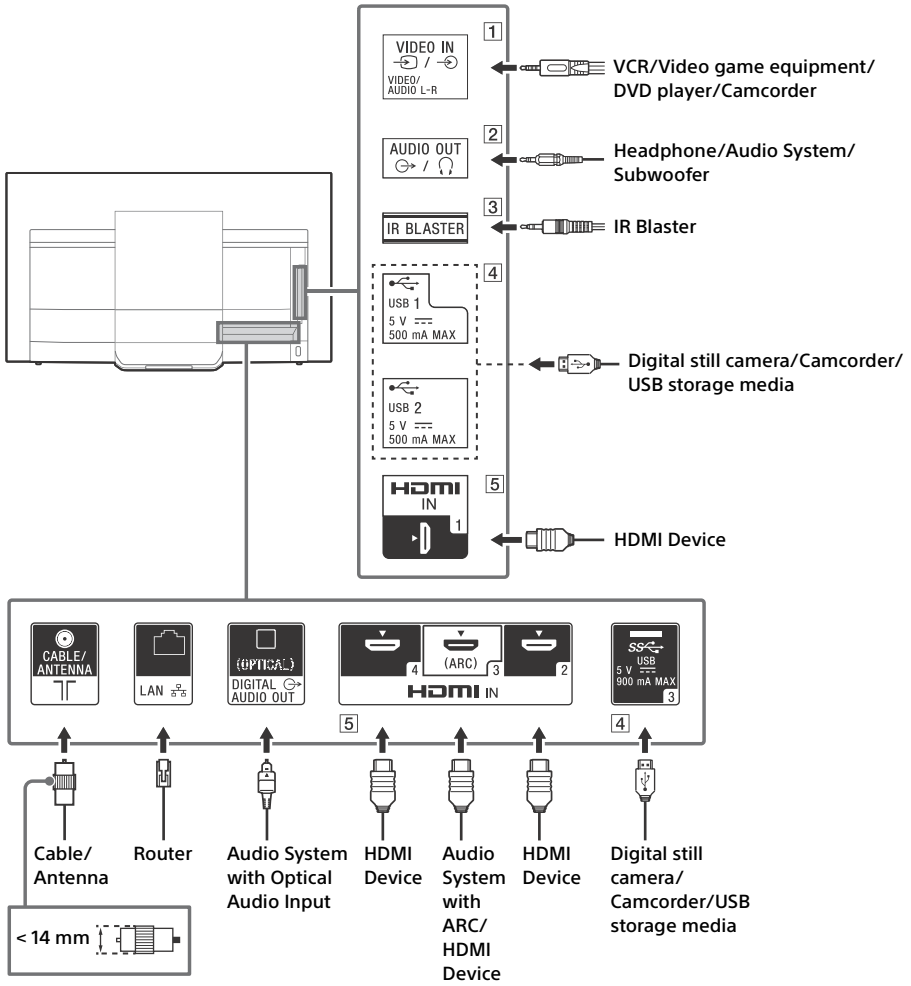 1
VIDEO IN
/
VIDEO/
AUDIO L-R
VCR/Video game equipment/
DVD player/Camcorder
2
AUDIO OUT
/
Headphone/Audio System/
Subwoofer
3
IR BLASTER
IR Blaster
4
USB 1
5 V
500 mA MAX
USB 2
5 V
500 mA MAX
Digital still camera/Camcorder/
USB storage media
5
HDMI
IN
1
HDMI Device
CABLE/
ANTENNA
LAN
(OPTICAL)
DIGITAL
AUDIO OUT
4
(ARC)
3
2
HDMI IN
5
SS
USB
5 V
900 mA MAX
3
4
Cable/
Antenna
Router
Audio System
with Optical
Audio Input
HDMI
Device
Audio
System
with
ARC/
HDMI
Device
HDMI
Device
Digital still
camera/
Camcorder/USB
storage media
< 14 mm